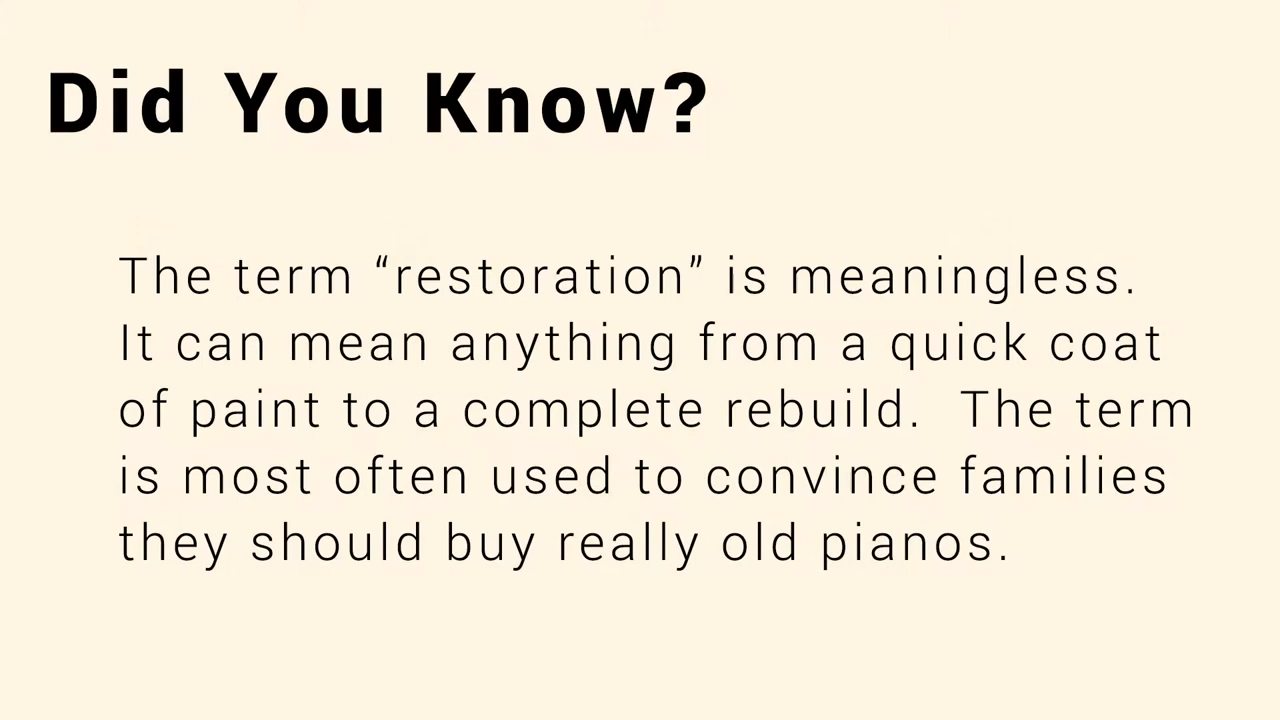 Did You Know?
The term “restoration” is meaningless.
It can mean anything from a quick coat
of paint to a complete rebuild.  The term
is most often used to convince families
they should buy really old pianos.